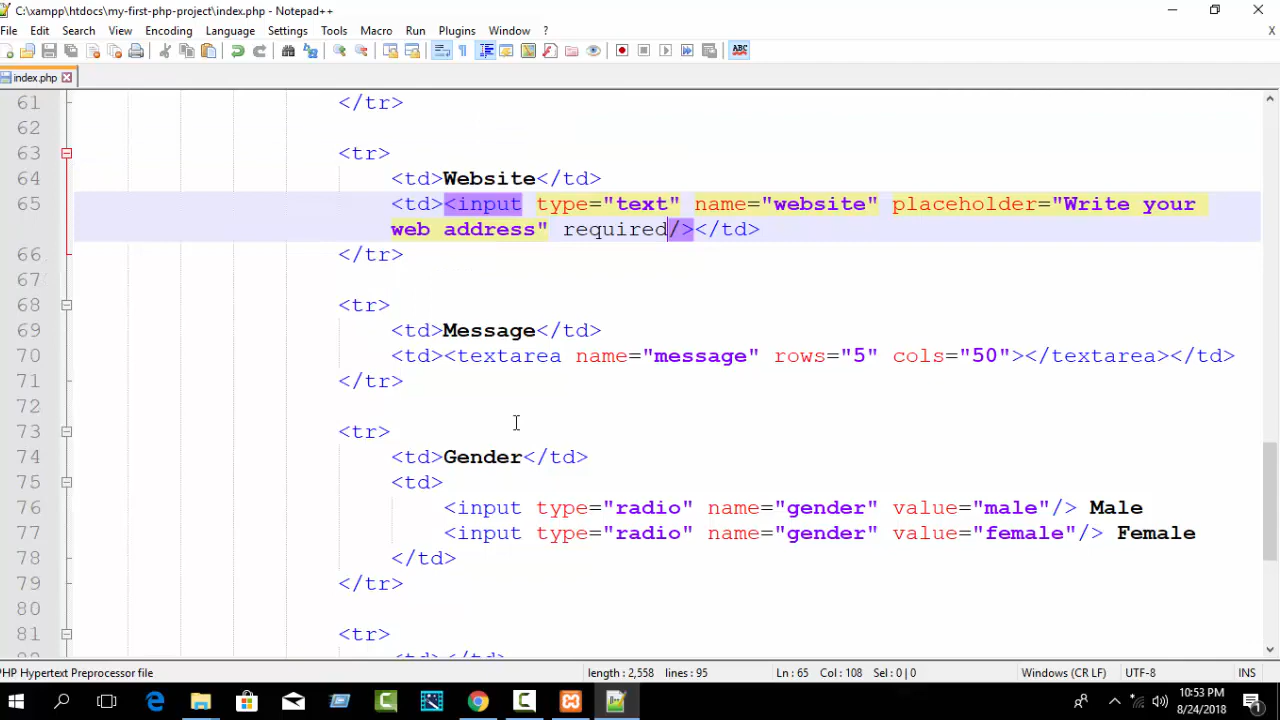 C:\xampp\htdocs\my-first-php-project\index.php - Notepad++
File Edit Search View Encoding Language Settings Tools Macro Run Plugins Window ?
X
ABC
index.php
61 </tr>
62
63 <tr>
64 <td>Website</td>
65 <td><input type="text" name="website" placeholder="Write your
web address" required/></td>
66 </tr>
67
68 <tr>
69 <td>Message</td>
70 <td><textarea name="message" rows="5" cols="50"></textarea></td>
71 </tr>
72
73 <tr>
74 <td>Gender</td>
75 <td>
76 <input type="radio" name="gender" value="male"/> Male
77 <input type="radio" name="gender" value="female"/> Female
78 </td>
79 </tr>
80
81 <tr>
<td></td>
PHP Hypertext Preprocessor file length : 2,558 lines : 95 Ln : 65 Col : 108 Sel : 0 | 0 Windows (CR LF) UTF-8 INS
10:53 PM
8/24/2018
1